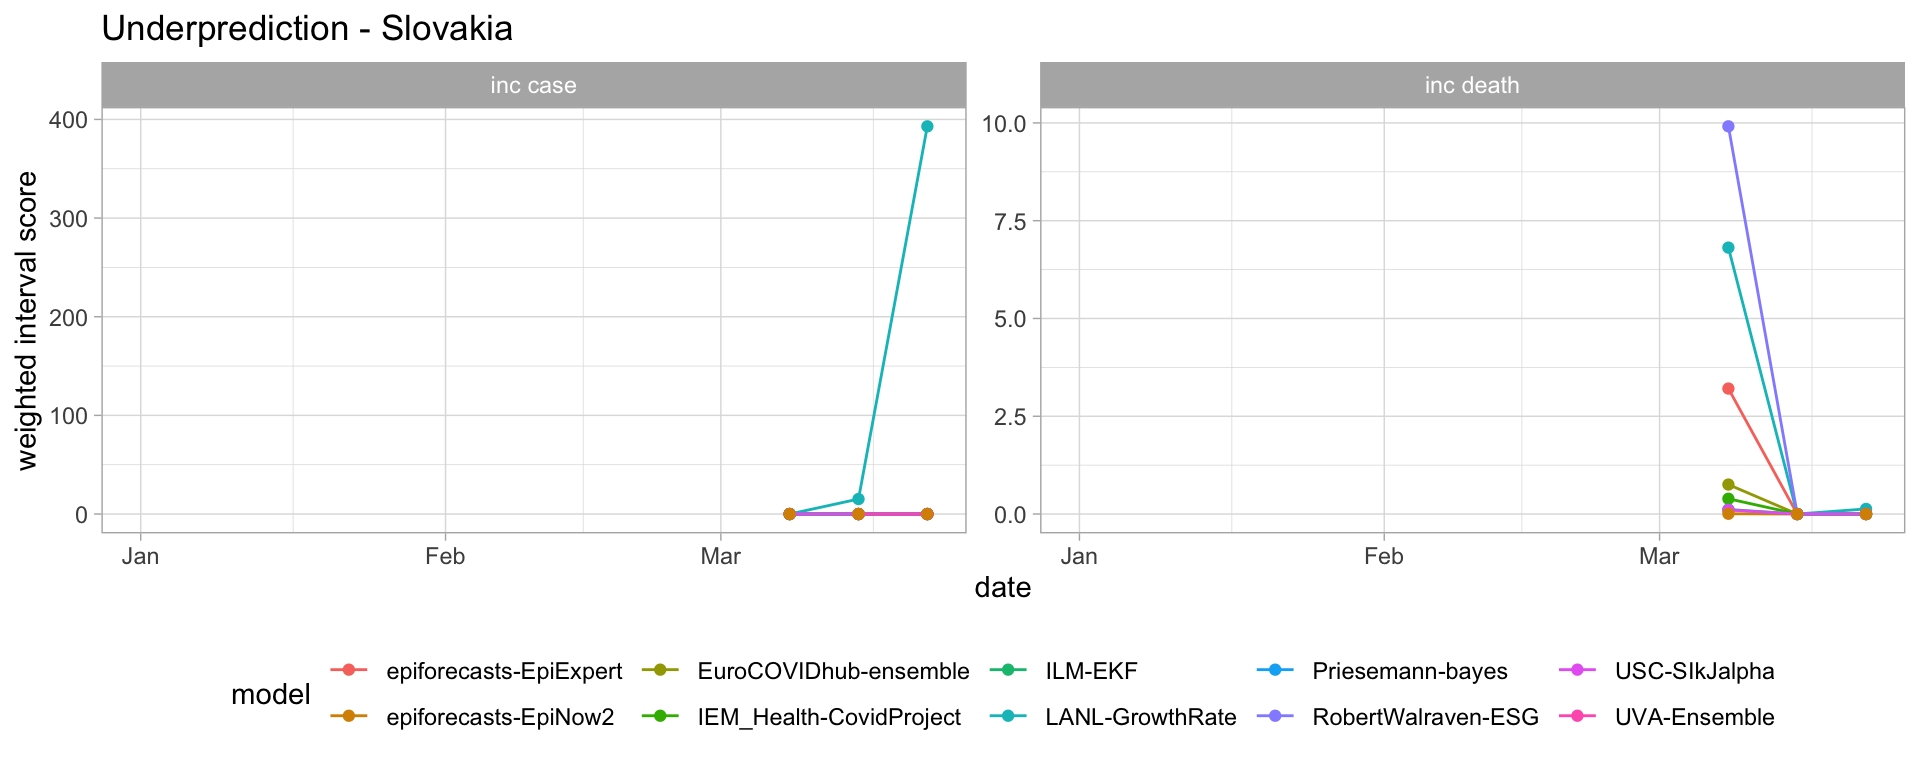 Underprediction - Slovakia
inc case
inc death
weighted interval score
400
300
200
100
0
10.0
7.5
5.0
2.5
0.0
Jan
Feb
Mar
Jan
Feb
Mar
date
model
epiforecasts-EpiExpert
EuroCOVIDhub-ensemble
ILM-EKF
Priesemann-bayes
USC-SIkJalpha
epiforecasts-EpiNow2
IEM_Health-CovidProject
LANL-GrowthRate
RobertWalraven-ESG
UVA-Ensemble